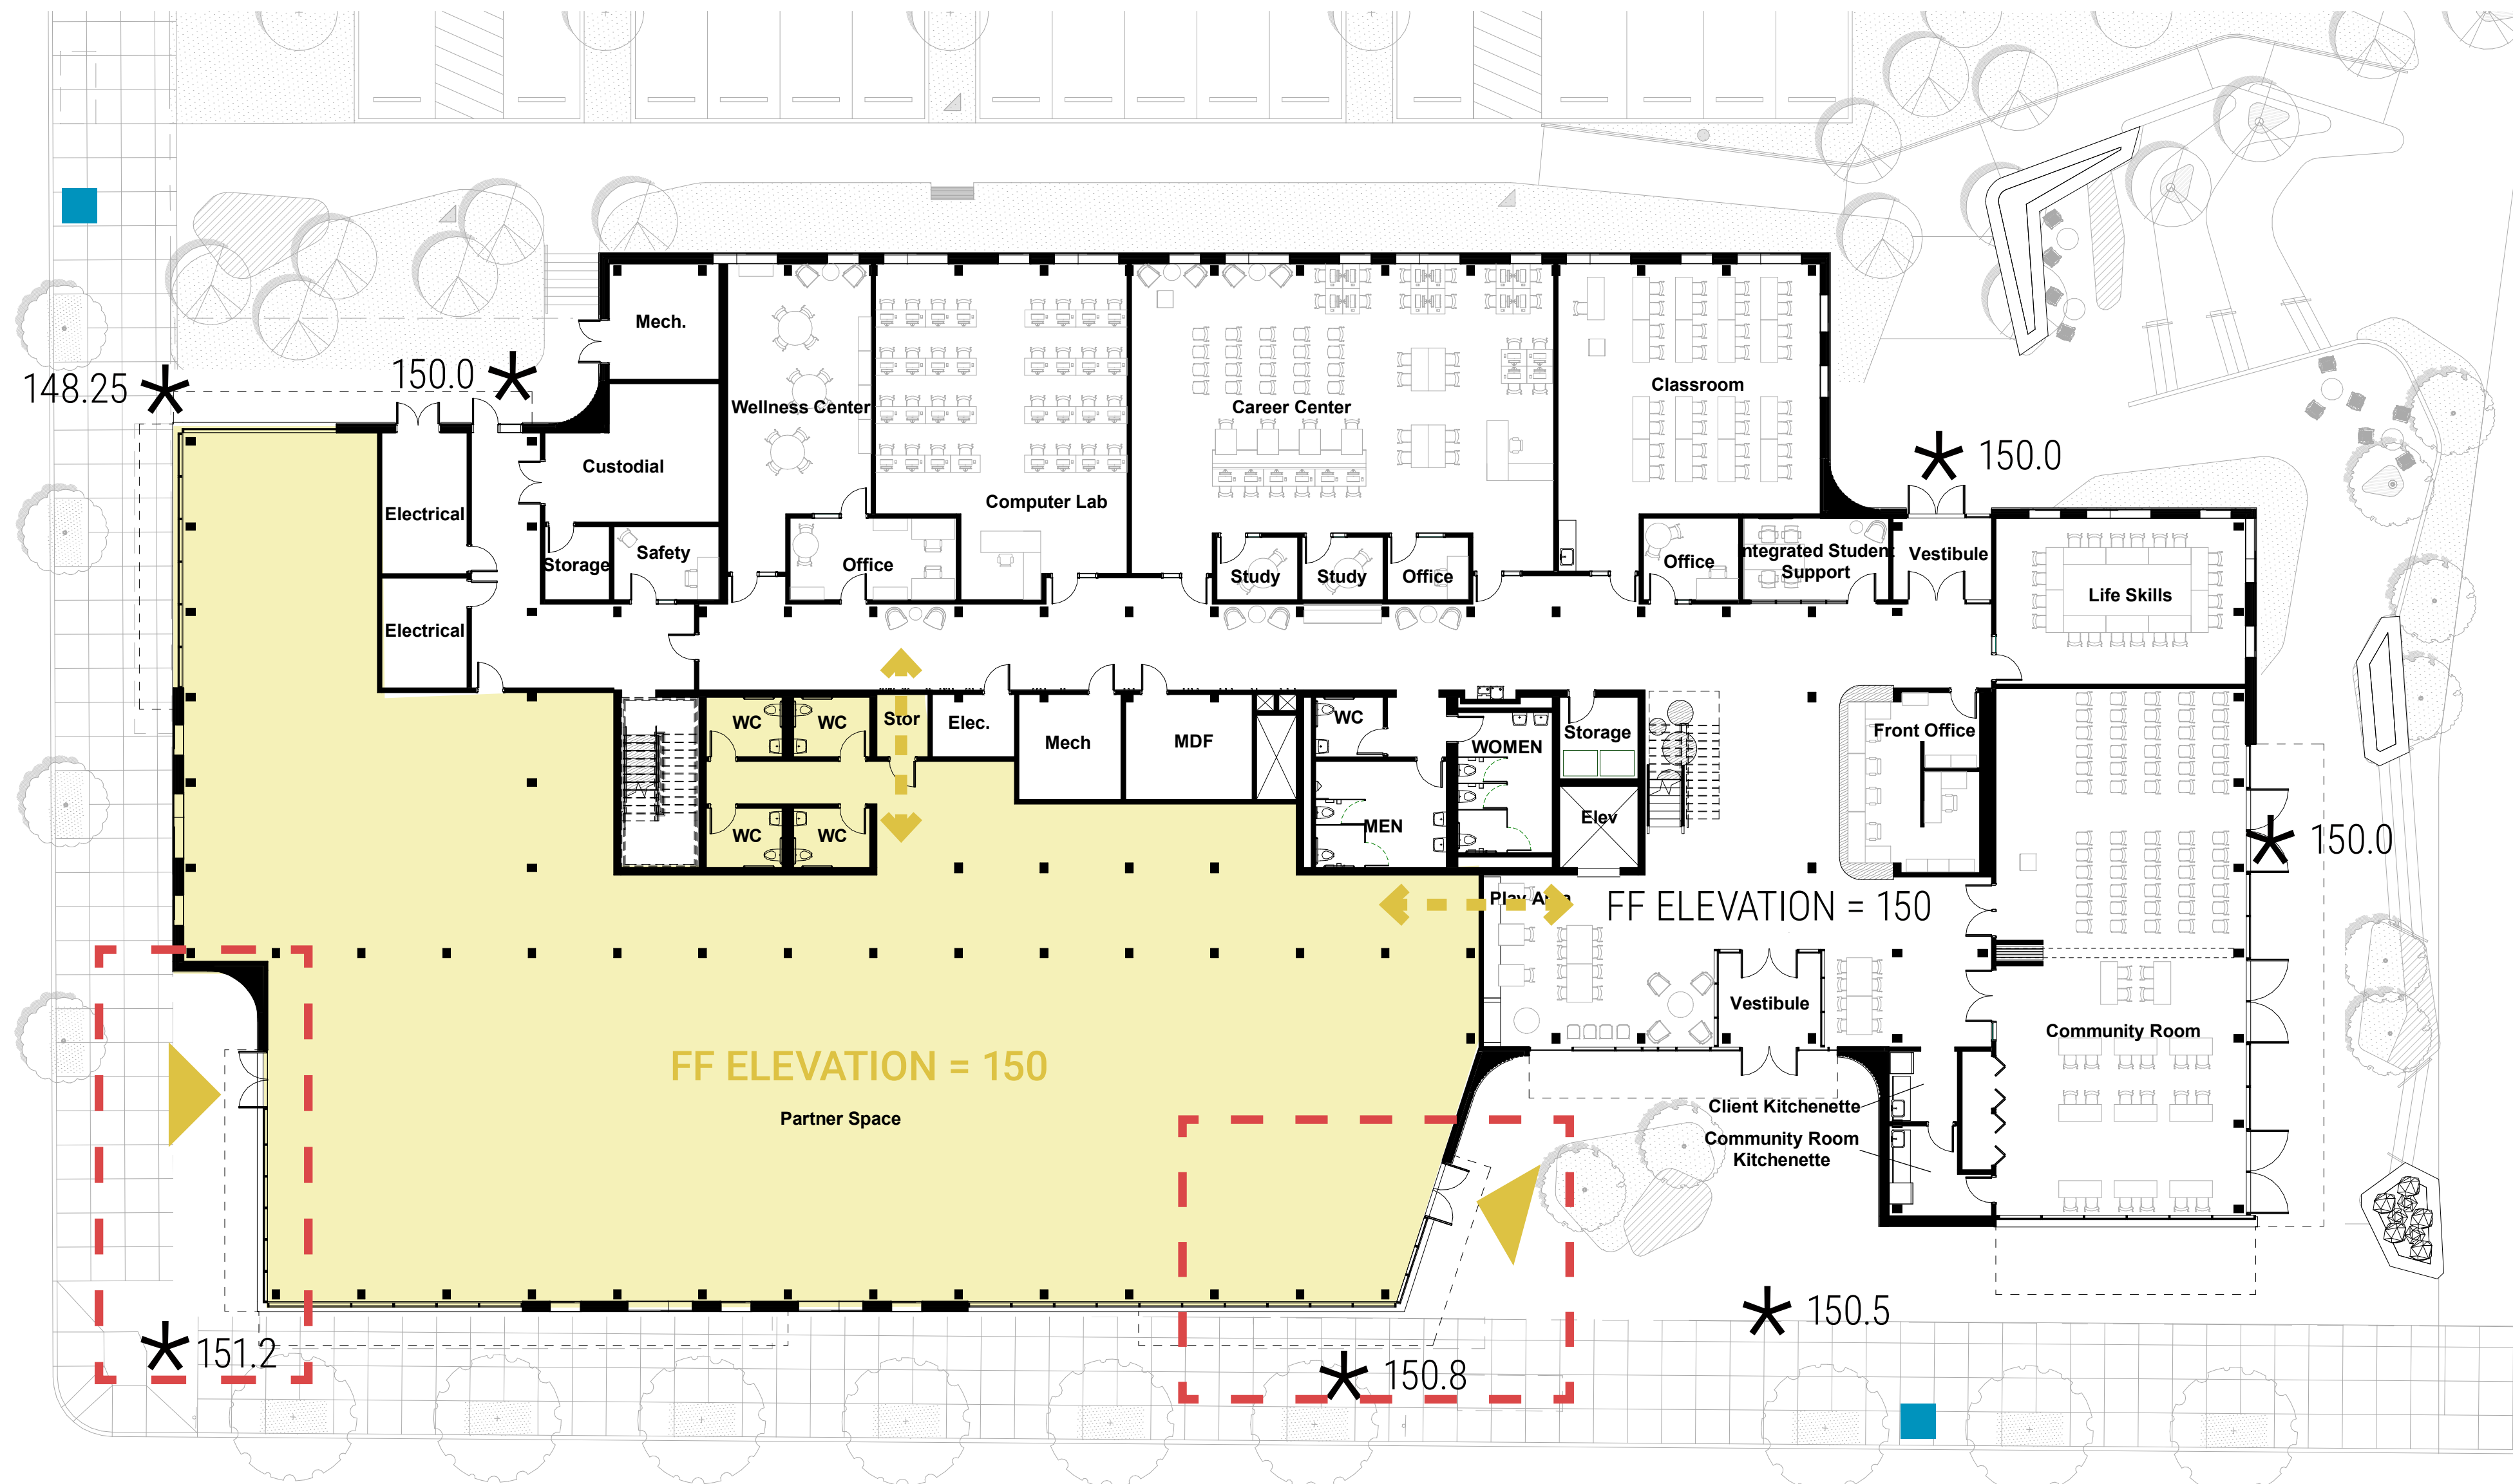 Mech.
150.0
148.25
Wellness Center
Career Center
Classroom
150.0
Custodial
Computer Lab
Electrical
Safety
Storage
Office
Study
Study
Office
Office
Integrated Student
Support
Vestibule
Life Skills
Electrical
WC
WC
Stor
Elec.
Mech
MDF
WC
WOMEN
Storage
Front Office
WC
WC
MEN
Elev
150.0
Play Area
FF ELEVATION = 150
Vestibule
Community Room
FF ELEVATION = 150
Partner Space
Client Kitchenette
Community Room
Kitchenette
150.5
151.2
150.8